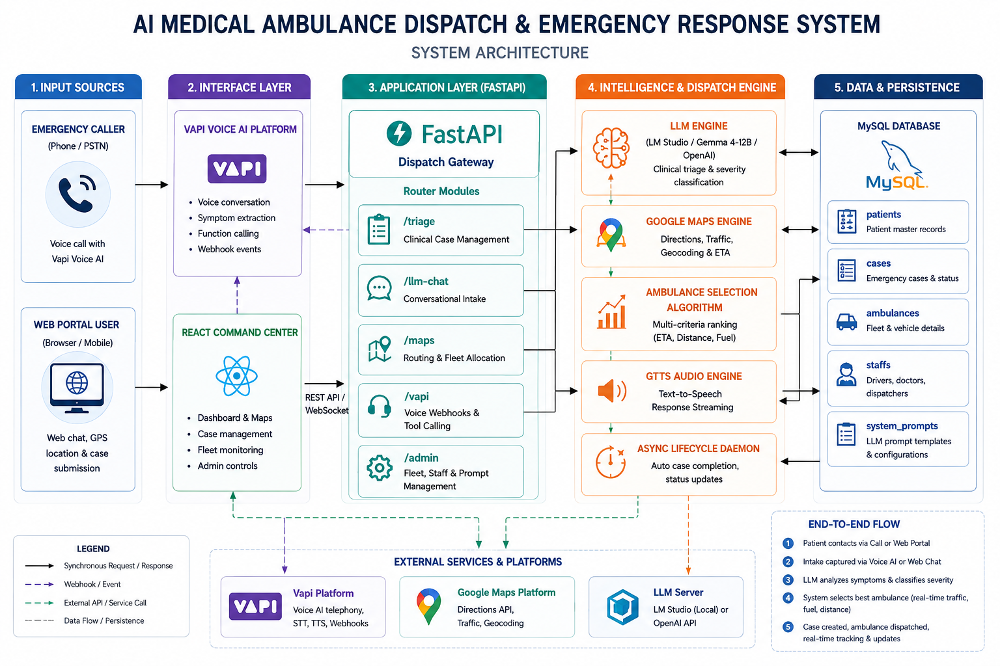 AI MEDICAL AMBULANCE DISPATCH & EMERGENCY RESPONSE SYSTEM
SYSTEM ARCHITECTURE
1. INPUT SOURCES
EMERGENCY CALLER
(Phone / PSTN)
Voice call with
Vapi Voice AI
WEB PORTAL USER
(Browser / Mobile)
Web chat, GPS
location & case
submission
2. INTERFACE LAYER
VAPI VOICE AI PLATFORM
VAPI
• Voice conversation
• Symptom extraction
• Function calling
• Webhook events
REACT COMMAND CENTER
• Dashboard & Maps
• Case management
• Fleet monitoring
• Admin controls
REST API /
WebSocket
3. APPLICATION LAYER (FASTAPI)
FastAPI
Dispatch Gateway
Router Modules
/triage
Clinical Case Management
/llm-chat
Conversational Intake
/maps
Routing & Fleet Allocation
/vapi
Voice Webhooks &
Tool Calling
/admin
Fleet, Staff & Prompt
Management
4. INTELLIGENCE & DISPATCH ENGINE
LLM ENGINE
(LM Studio / Gemma 4-12B /
OpenAI)
Clinical triage & severity
classification
GOOGLE MAPS ENGINE
Directions, Traffic,
Geocoding & ETA
AMBULANCE SELECTION
ALGORITHM
Multi-criteria ranking
(ETA, Distance, Fuel)
GTTS AUDIO ENGINE
Text-to-Speech
Response Streaming
ASYNC LIFECYCLE DAEMON
Auto case completion,
status updates
5. DATA & PERSISTENCE
MySQL DATABASE
MySQL
patients
Patient master records
cases
Emergency cases & status
ambulances
Fleet & vehicle details
staffs
Drivers, doctors,
dispatchers
system_prompts
LLM prompt templates
& configurations
LEGEND
Synchronous Request / Response
Webhook / Event
External API / Service Call
Data Flow / Persistence
EXTERNAL SERVICES & PLATFORMS
VAPI
Vapi Platform
Voice AI telephony,
STT, TTS, Webhooks
Google Maps Platform
Directions API,
Traffic, Geocoding
LLM Server
LM Studio (Local) or
OpenAI API
END-TO-END FLOW
1 Patient contacts via Call or Web Portal
2 Intake captured via Voice AI or Web Chat
3 LLM analyzes symptoms & classifies severity
4 System selects best ambulance (real-time traffic,
fuel, distance)
5 Case created, ambulance dispatched,
real-time tracking & updates